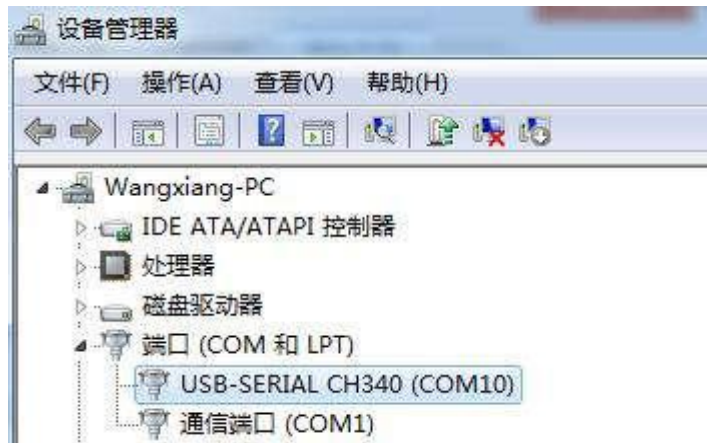 设备管理器
文件(F) 操作(A) 查看(V) 帮助(H)
Wangxiang-PC
IDE ATA/ATAPI 控制器
处理器
磁盘驱动器
端口 (COM 和 LPT)
USB-SERIAL CH340 (COM10)
通信端口 (COM1)